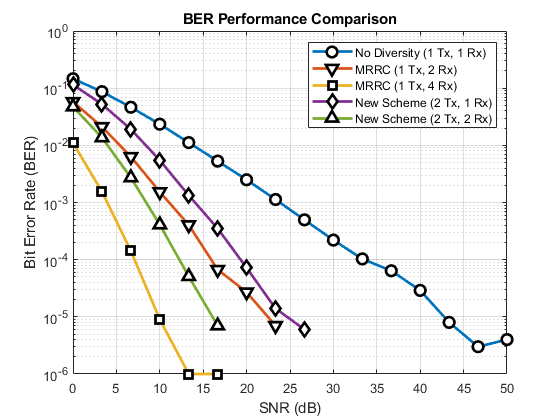 BER Performance Comparison
No Diversity (1 Tx, 1 Rx)
MRRC (1 Tx, 2 Rx)
MRRC (1 Tx, 4 Rx)
New Scheme (2 Tx, 1 Rx)
New Scheme (2 Tx, 2 Rx)
Bit Error Rate (BER)
10^0
10^-1
10^-2
10^-3
10^-4
10^-5
10^-6
0 5 10 15 20 25 30 35 40 45 50
SNR (dB)